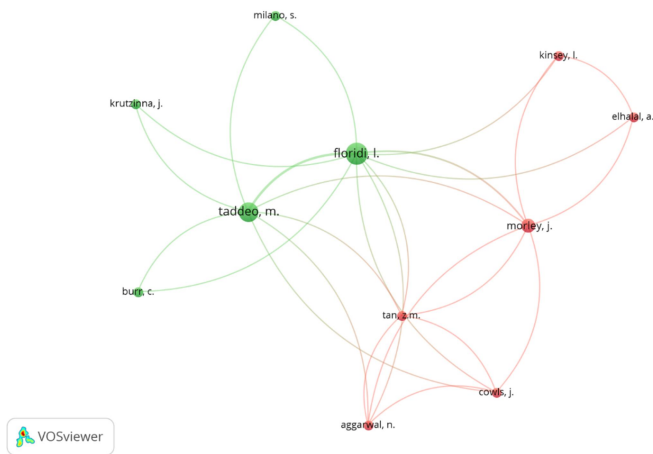 milano, s.
kinsey, l.
krutzinna, j.
elhalal, a.
floridi, l.
taddeo, m.
morley, j.
burr, c.
tan, z.m.
cowls, j.
aggarwal, n.
VOSviewer